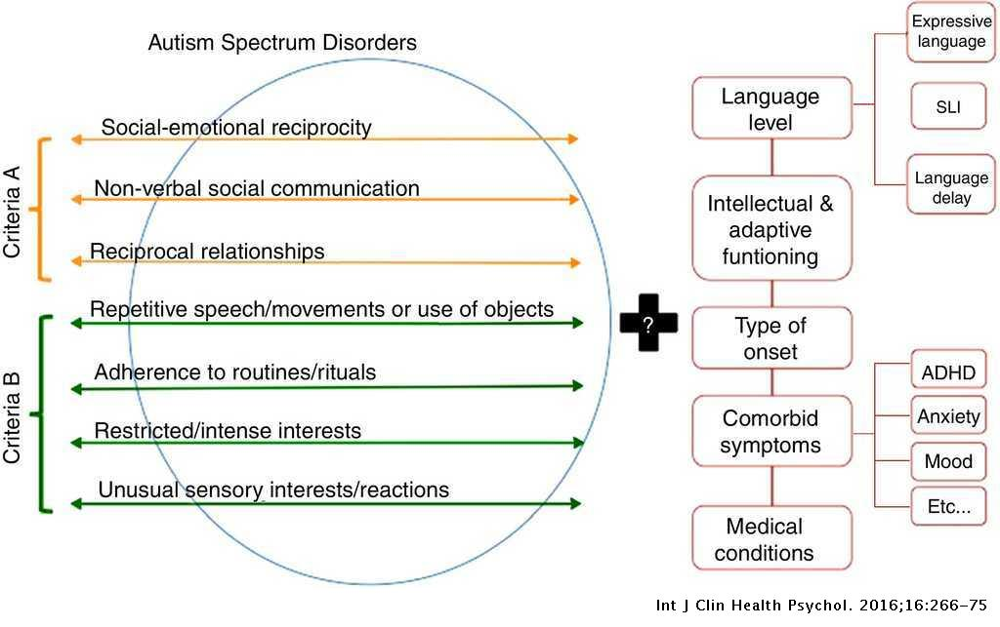 Autism Spectrum Disorders
Criteria A
Social-emotional reciprocity
Non-verbal social communication
Reciprocal relationships
Criteria B
Repetitive speech/movements or use of objects
Adherence to routines/rituals
Restricted/intense interests
Unusual sensory interests/reactions
?
Language
level
Expressive
language
SLI
Language
delay
Intellectual &
adaptive
funtioning
Type of
onset
Comorbid
symptoms
ADHD
Anxiety
Mood
Etc...
Medical
conditions
Int J Clin Health Psychol. 2016;16:266–75